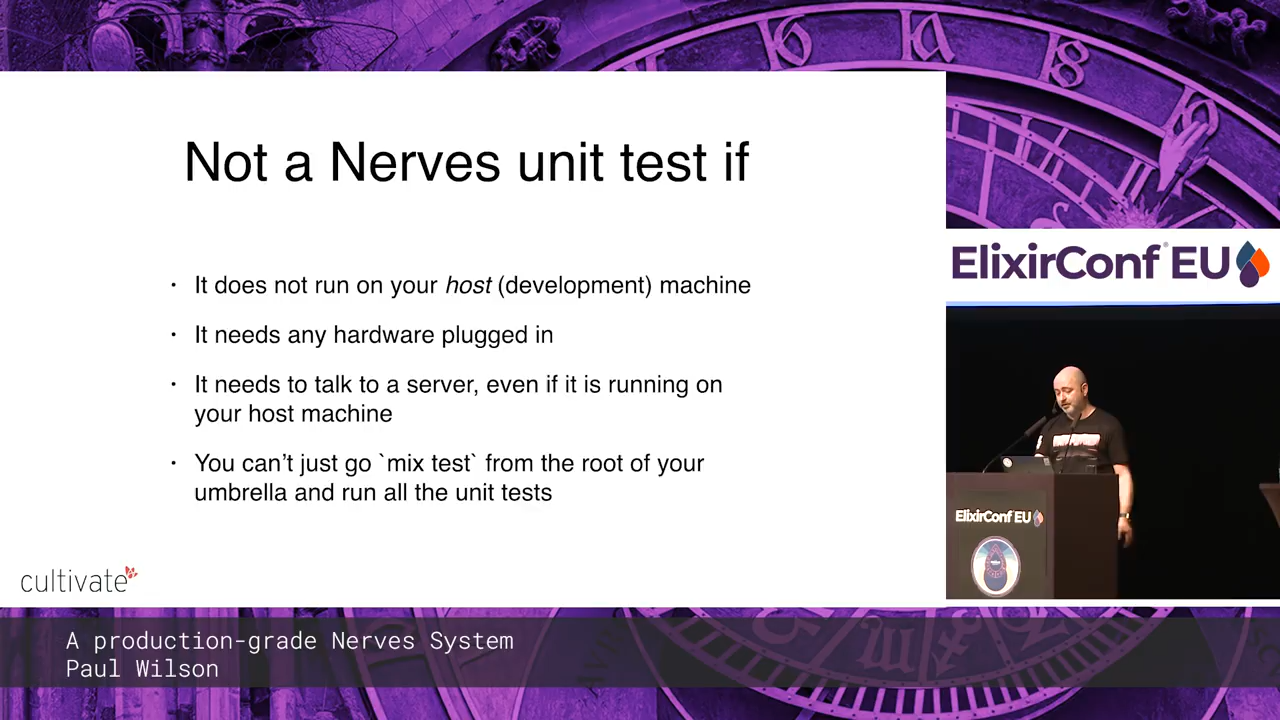 Not a Nerves unit test if
· It does not run on your host (development) machine
· It needs any hardware plugged in
· It needs to talk to a server, even if it is running on
your host machine
· You can’t just go `mix test` from the root of your
umbrella and run all the unit tests
cultivate
ElixirConf® EU
ElixirConf EU
A production-grade Nerves System
Paul Wilson